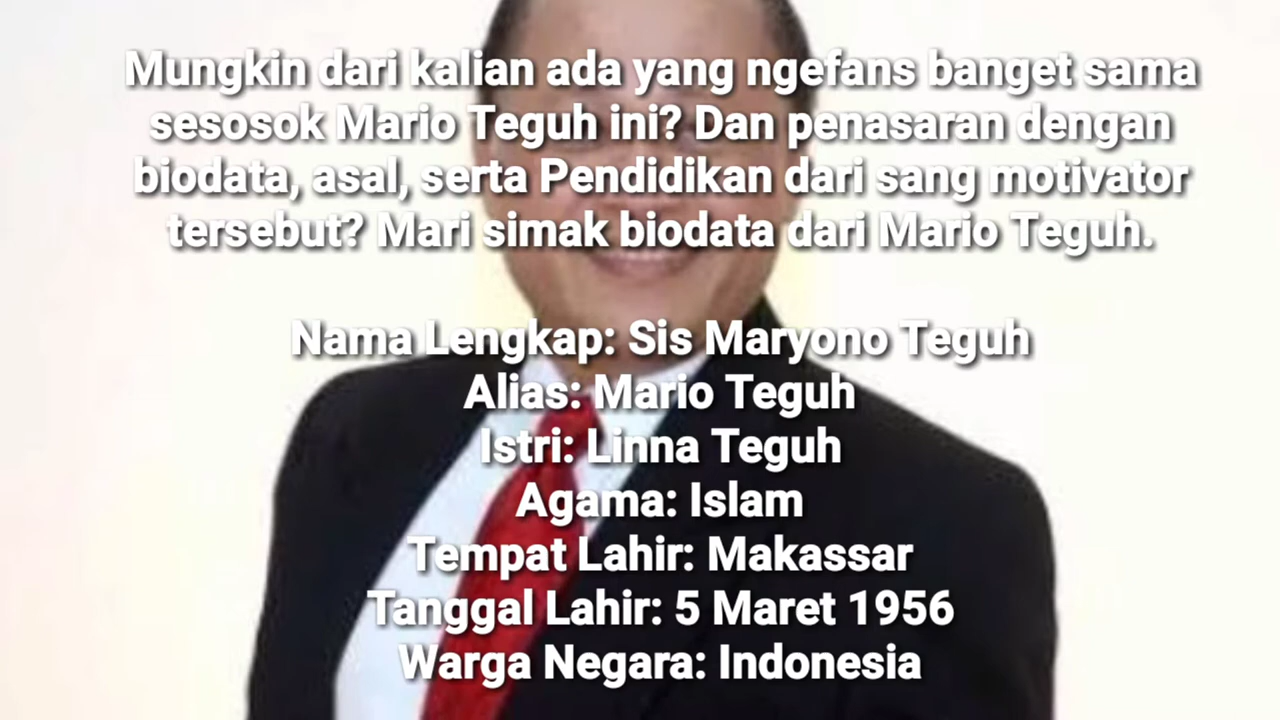 Mungkin dari kalian ada yang ngefans banget sama
sesosok Mario Teguh ini? Dan penasaran dengan
biodata, asal, serta Pendidikan dari sang motivator
tersebut? Mari simak biodata dari Mario Teguh.
Nama Lengkap: Sis Maryono Teguh
Alias: Mario Teguh
Istri: Linna Teguh
Agama: Islam
Tempat Lahir: Makassar
Tanggal Lahir: 5 Maret 1956
Warga Negara: Indonesia